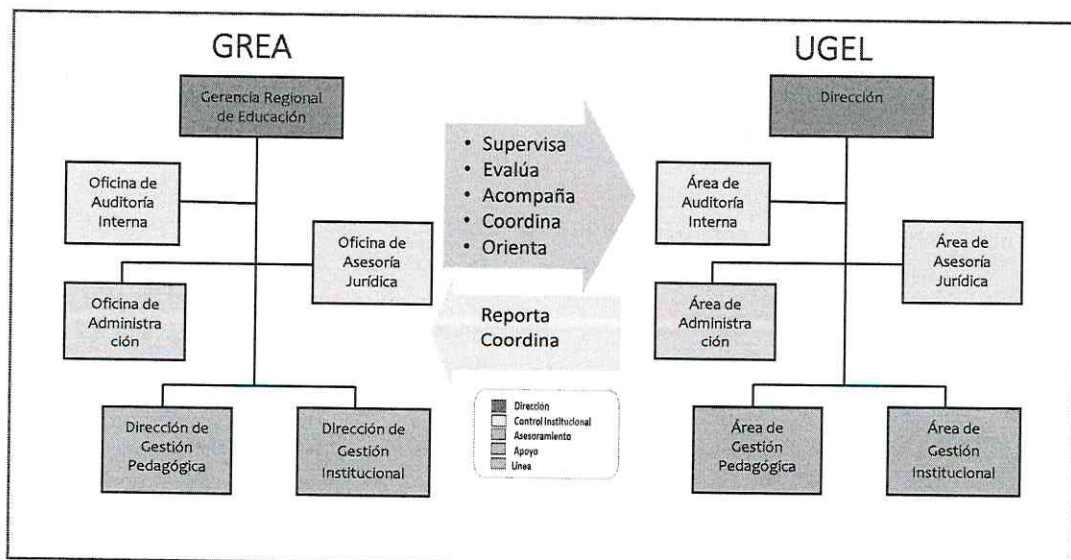 GREA
Gerencia Regional
de Educación
Oficina de
Auditoría
Interna
Oficina de
Asesoría
Jurídica
Oficina de
Administra
ción
Dirección de
Gestión
Pedagógica
Dirección de
Gestión
Institucional
• Supervisa
• Evalúa
• Acompaña
• Coordina
• Orienta
Reporta
Coordina
Dirección
Control Institucional
Asesoramiento
Apoyo
Línea
UGEL
Dirección
Área de
Auditoría
Interna
Área de
Asesoría
Jurídica
Área de
Administra
ción
Área de
Gestión
Pedagógica
Área de
Gestión
Institucional